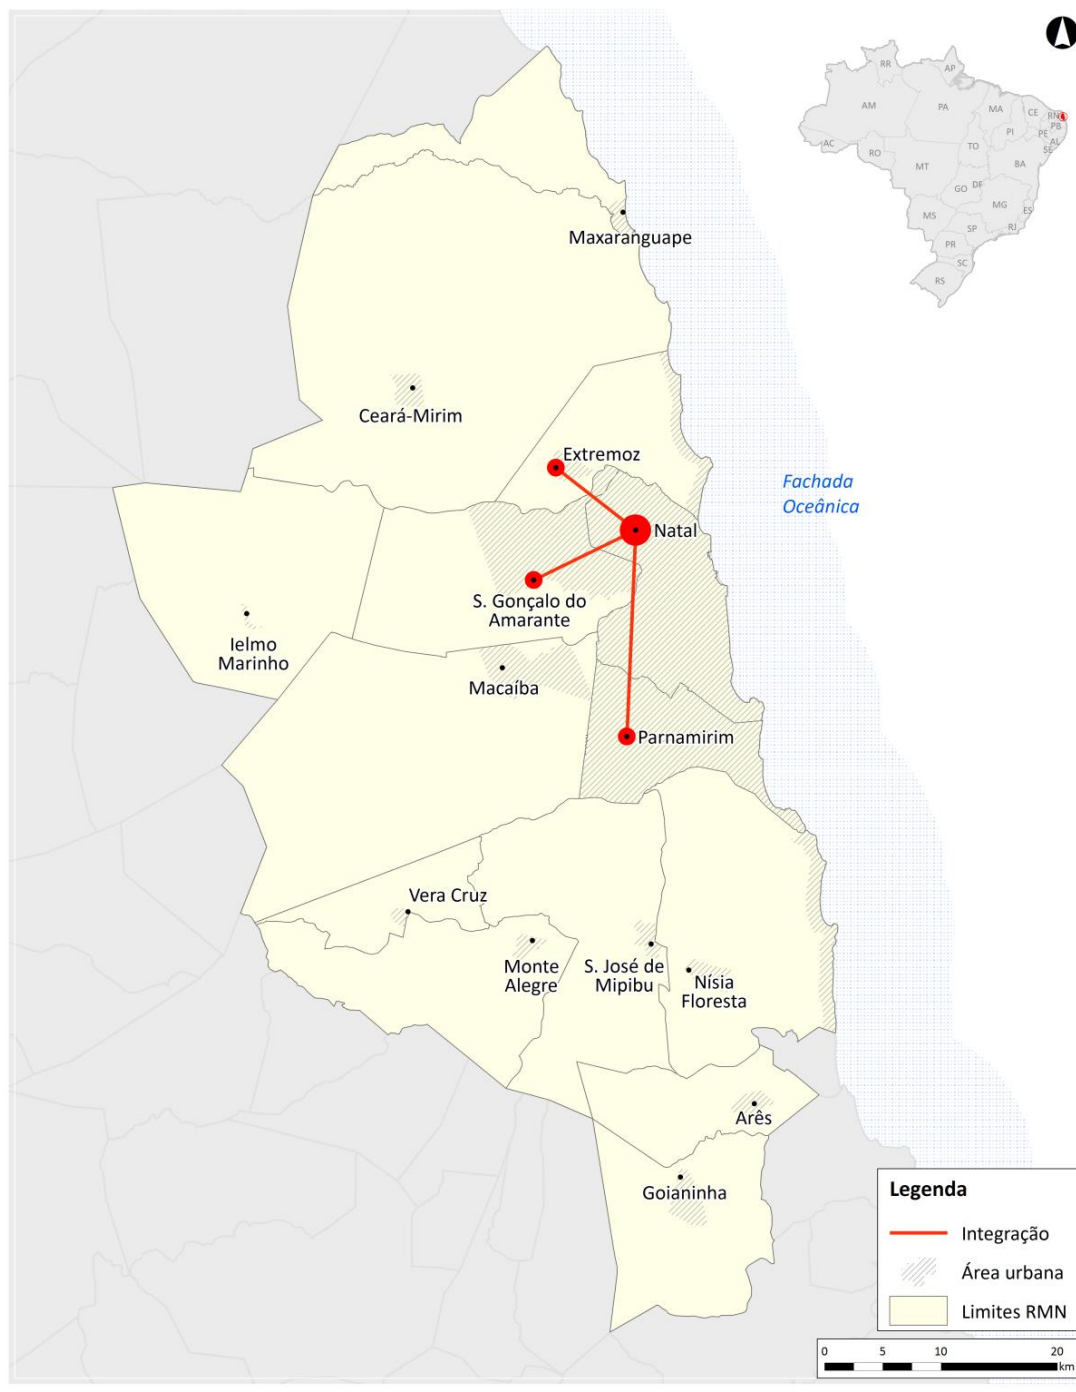 RR
AP
AM
PA
MA
CE
RN
PB
PI
PE
AL
SE
AC
RO
TO
MT
BA
GO
DF
MG
MS
ES
SP
RJ
PR
SC
RS
Maxaranguape
Ceará-Mirim
Extremoz
Fachada
Oceânica
Natal
S. Gonçalo do
Amarante
Ielmo
Marinho
Macaíba
Parnamirim
Vera Cruz
Monte
Alegre
S. José de
Mipibu
Nísia
Floresta
Arês
Goianinha
Legenda
Integração
Área urbana
Limites RMN
0 5 10 20
km